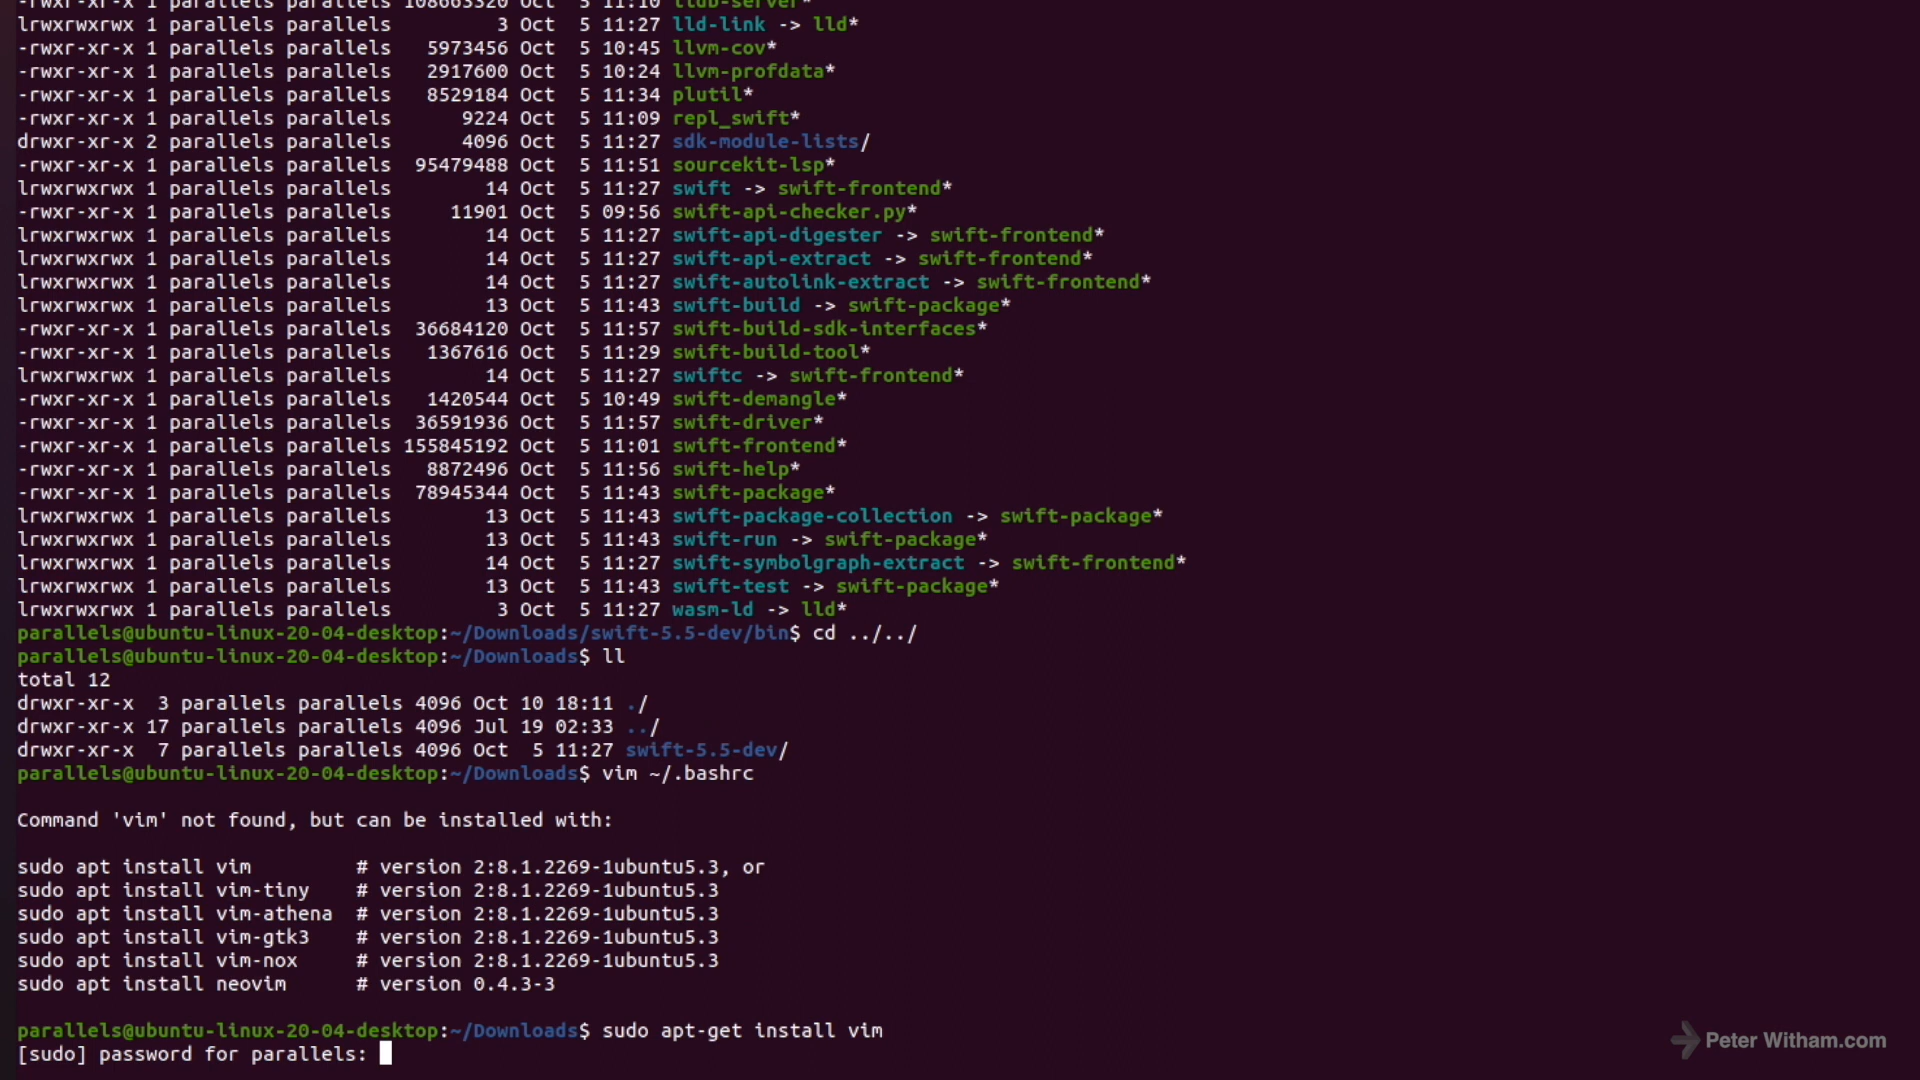 -rwxr-xr-x 1 parallels parallels 108663320 Oct  5 11:10 lldb-server*
lrwxrwxrwx 1 parallels parallels         3 Oct  5 11:27 lld-link -> lld*
-rwxr-xr-x 1 parallels parallels   5973456 Oct  5 10:45 llvm-cov*
-rwxr-xr-x 1 parallels parallels   2917600 Oct  5 10:24 llvm-profdata*
-rwxr-xr-x 1 parallels parallels   8529184 Oct  5 11:34 plutil*
-rwxr-xr-x 1 parallels parallels      9224 Oct  5 11:09 repl_swift*
drwxr-xr-x 2 parallels parallels      4096 Oct  5 11:27 sdk-module-lists/
-rwxr-xr-x 1 parallels parallels  95479488 Oct  5 11:51 sourcekit-lsp*
lrwxrwxrwx 1 parallels parallels        14 Oct  5 11:27 swift -> swift-frontend*
-rwxr-xr-x 1 parallels parallels     11901 Oct  5 09:56 swift-api-checker.py*
lrwxrwxrwx 1 parallels parallels        14 Oct  5 11:27 swift-api-digester -> swift-frontend*
lrwxrwxrwx 1 parallels parallels        14 Oct  5 11:27 swift-api-extract -> swift-frontend*
lrwxrwxrwx 1 parallels parallels        14 Oct  5 11:27 swift-autolink-extract -> swift-frontend*
lrwxrwxrwx 1 parallels parallels        13 Oct  5 11:43 swift-build -> swift-package*
-rwxr-xr-x 1 parallels parallels  36684120 Oct  5 11:57 swift-build-sdk-interfaces*
-rwxr-xr-x 1 parallels parallels   1367616 Oct  5 11:29 swift-build-tool*
lrwxrwxrwx 1 parallels parallels        14 Oct  5 11:27 swiftc -> swift-frontend*
-rwxr-xr-x 1 parallels parallels   1420544 Oct  5 10:49 swift-demangle*
-rwxr-xr-x 1 parallels parallels  36591936 Oct  5 11:57 swift-driver*
-rwxr-xr-x 1 parallels parallels 155845192 Oct  5 11:01 swift-frontend*
-rwxr-xr-x 1 parallels parallels   8872496 Oct  5 11:56 swift-help*
-rwxr-xr-x 1 parallels parallels  78945344 Oct  5 11:43 swift-package*
lrwxrwxrwx 1 parallels parallels        13 Oct  5 11:43 swift-package-collection -> swift-package*
lrwxrwxrwx 1 parallels parallels        13 Oct  5 11:43 swift-run -> swift-package*
lrwxrwxrwx 1 parallels parallels        14 Oct  5 11:27 swift-symbolgraph-extract -> swift-frontend*
lrwxrwxrwx 1 parallels parallels        13 Oct  5 11:43 swift-test -> swift-package*
lrwxrwxrwx 1 parallels parallels         3 Oct  5 11:27 wasm-ld -> lld*
parallels@ubuntu-linux-20-04-desktop:~/Downloads/swift-5.5-dev/bin$ cd ../../
parallels@ubuntu-linux-20-04-desktop:~/Downloads$ ll
total 12
drwxr-xr-x  3 parallels parallels 4096 Oct 10 18:11 ./
drwxr-xr-x 17 parallels parallels 4096 Jul 19 02:33 ../
drwxr-xr-x  7 parallels parallels 4096 Oct  5 11:27 swift-5.5-dev/
parallels@ubuntu-linux-20-04-desktop:~/Downloads$ vim ~/.bashrc
Command 'vim' not found, but can be installed with:
sudo apt install vim         # version 2:8.1.2269-1ubuntu5.3, or
sudo apt install vim-tiny    # version 2:8.1.2269-1ubuntu5.3
sudo apt install vim-athena  # version 2:8.1.2269-1ubuntu5.3
sudo apt install vim-gtk3    # version 2:8.1.2269-1ubuntu5.3
sudo apt install vim-nox     # version 2:8.1.2269-1ubuntu5.3
sudo apt install neovim      # version 0.4.3-3
parallels@ubuntu-linux-20-04-desktop:~/Downloads$ sudo apt-get install vim
[sudo] password for parallels:
Peter Witham.com